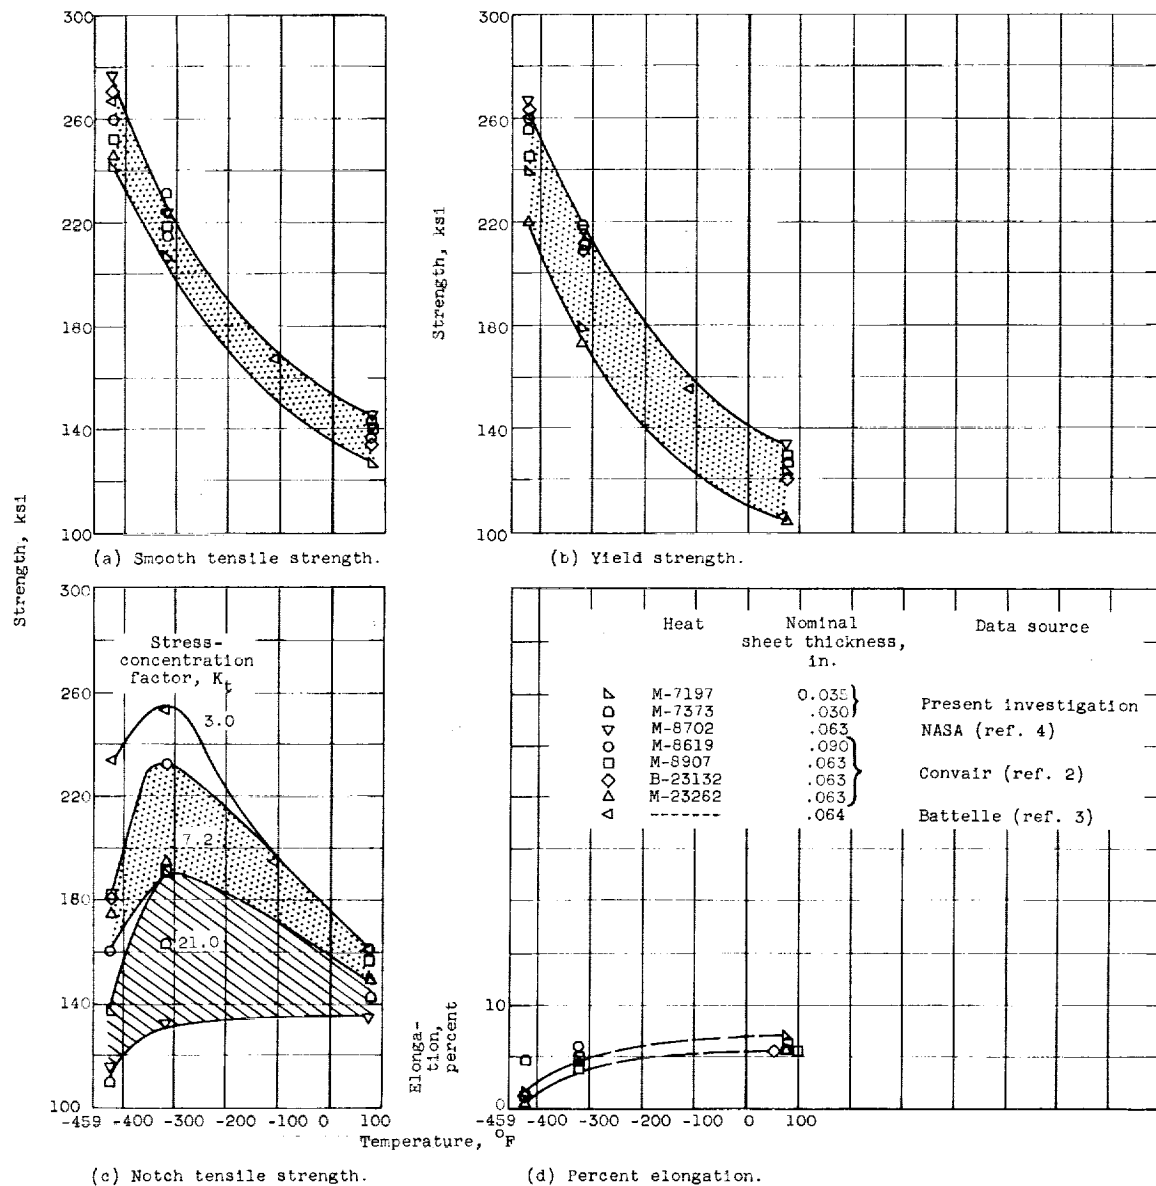 300
260
220
180
140
100
Strength, ksi
(a) Smooth tensile strength.
300
260
220
180
140
100
Strength, ksi
(b) Yield strength.
300
260
220
180
140
100
Stress-
concentration
factor, Kt
3.0
7.2
21.0
-459 -400 -300 -200 -100 0 100
(c) Notch tensile strength.
Heat Nominal sheet thickness, in. Data source
M-7197 0.035 Present investigation
M-7373 .030
M-8702 .063 NASA (ref. 4)
M-8619 .090
M-8907 .063 Convair (ref. 2)
B-23132 .063
M-23262 .063
------ .064 Battelle (ref. 3)
Elonga-
tion,
percent
10
0
-459 -400 -300 -200 -100 0 100
Temperature, °F
(d) Percent elongation.